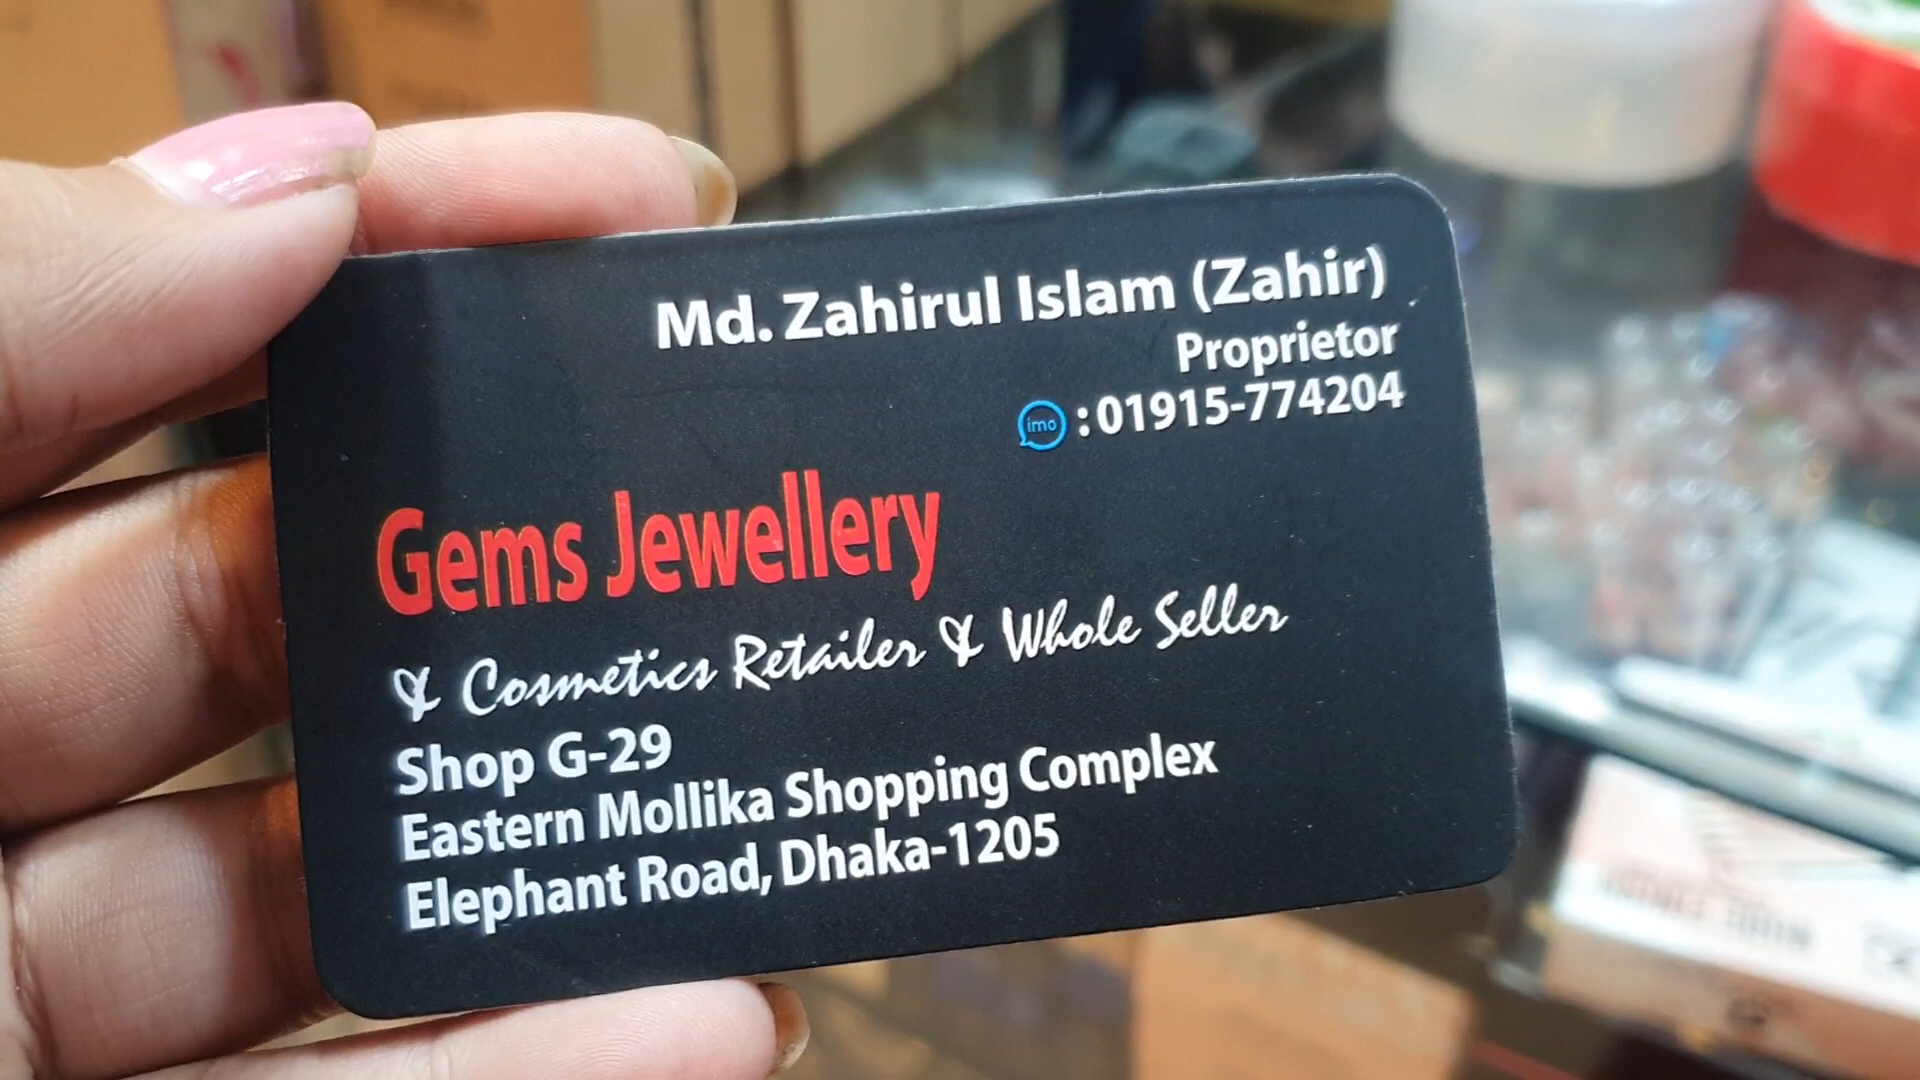 Md. Zahirul Islam (Zahir)
Proprietor
imo : 01915-774204
Gems Jewellery
& Cosmetics Retailer & Whole Seller
Shop G-29
Eastern Mollika Shopping Complex
Elephant Road, Dhaka-1205